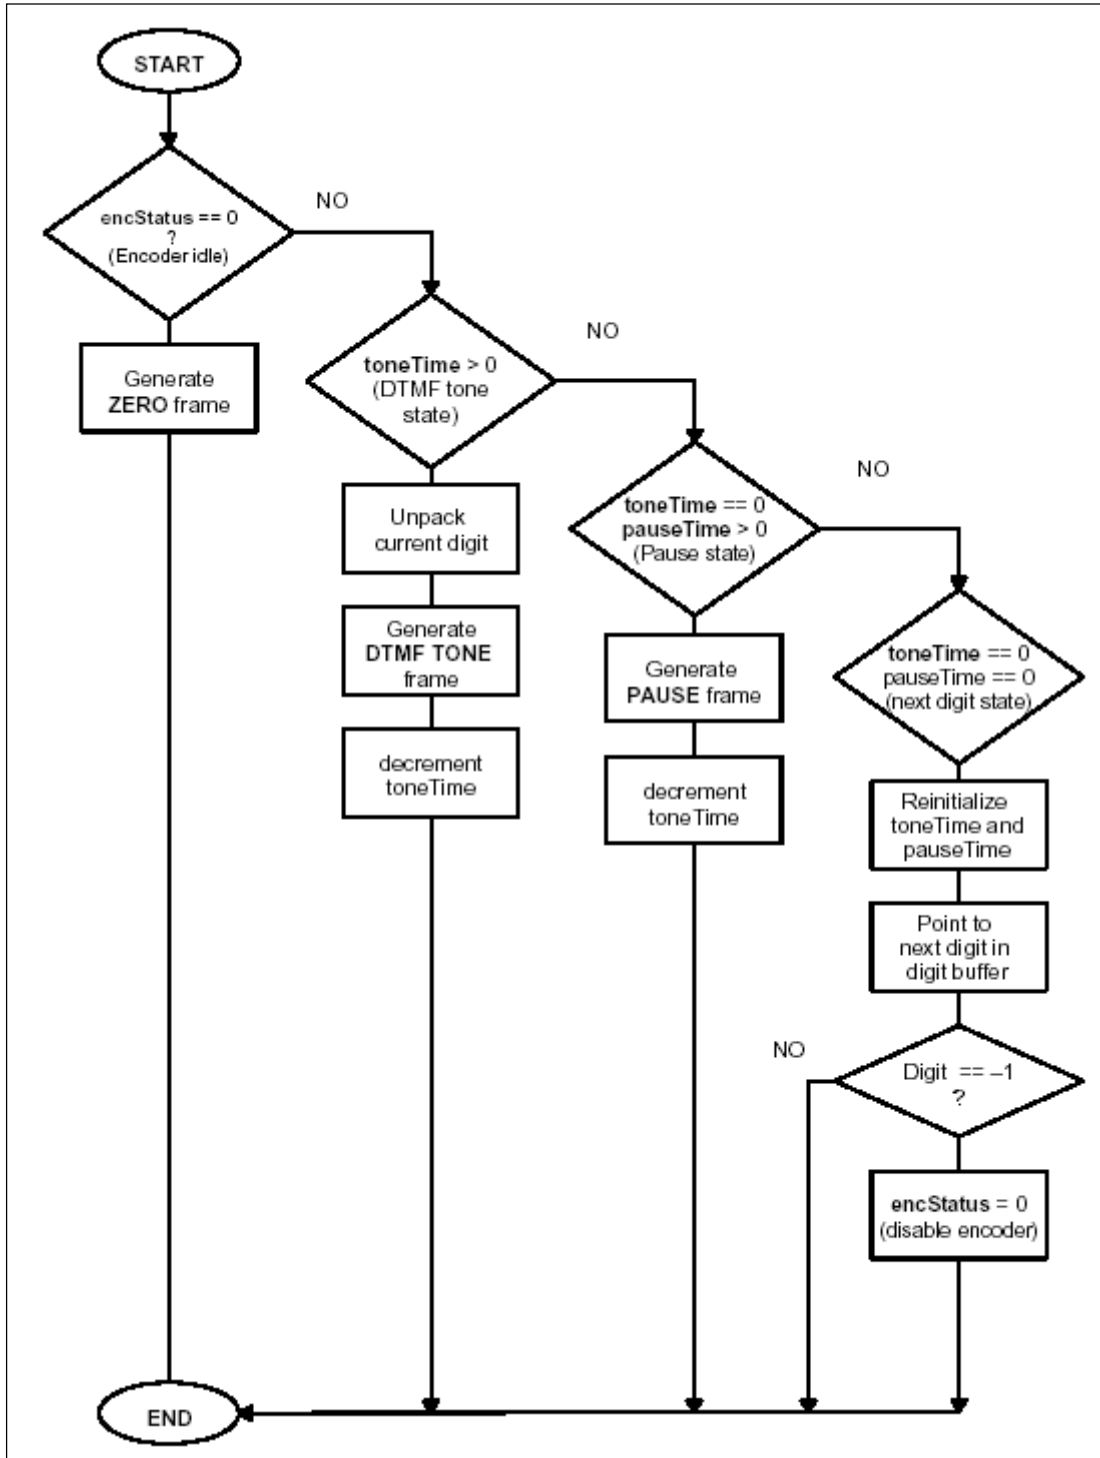 START
encStatus == 0
?
(Encoder idle)
NO
Generate
ZERO frame
toneTime > 0
(DTMF tone
state)
NO
Unpack
current digit
Generate
DTMF TONE
frame
decrement
toneTime
toneTime == 0
pauseTime > 0
(Pause state)
NO
Generate
PAUSE frame
decrement
toneTime
toneTime == 0
pauseTime == 0
(next digit state)
Reinitialize
toneTime and
pauseTime
Point to
next digit in
digit buffer
NO
Digit == –1
?
encStatus = 0
(disable encoder)
END